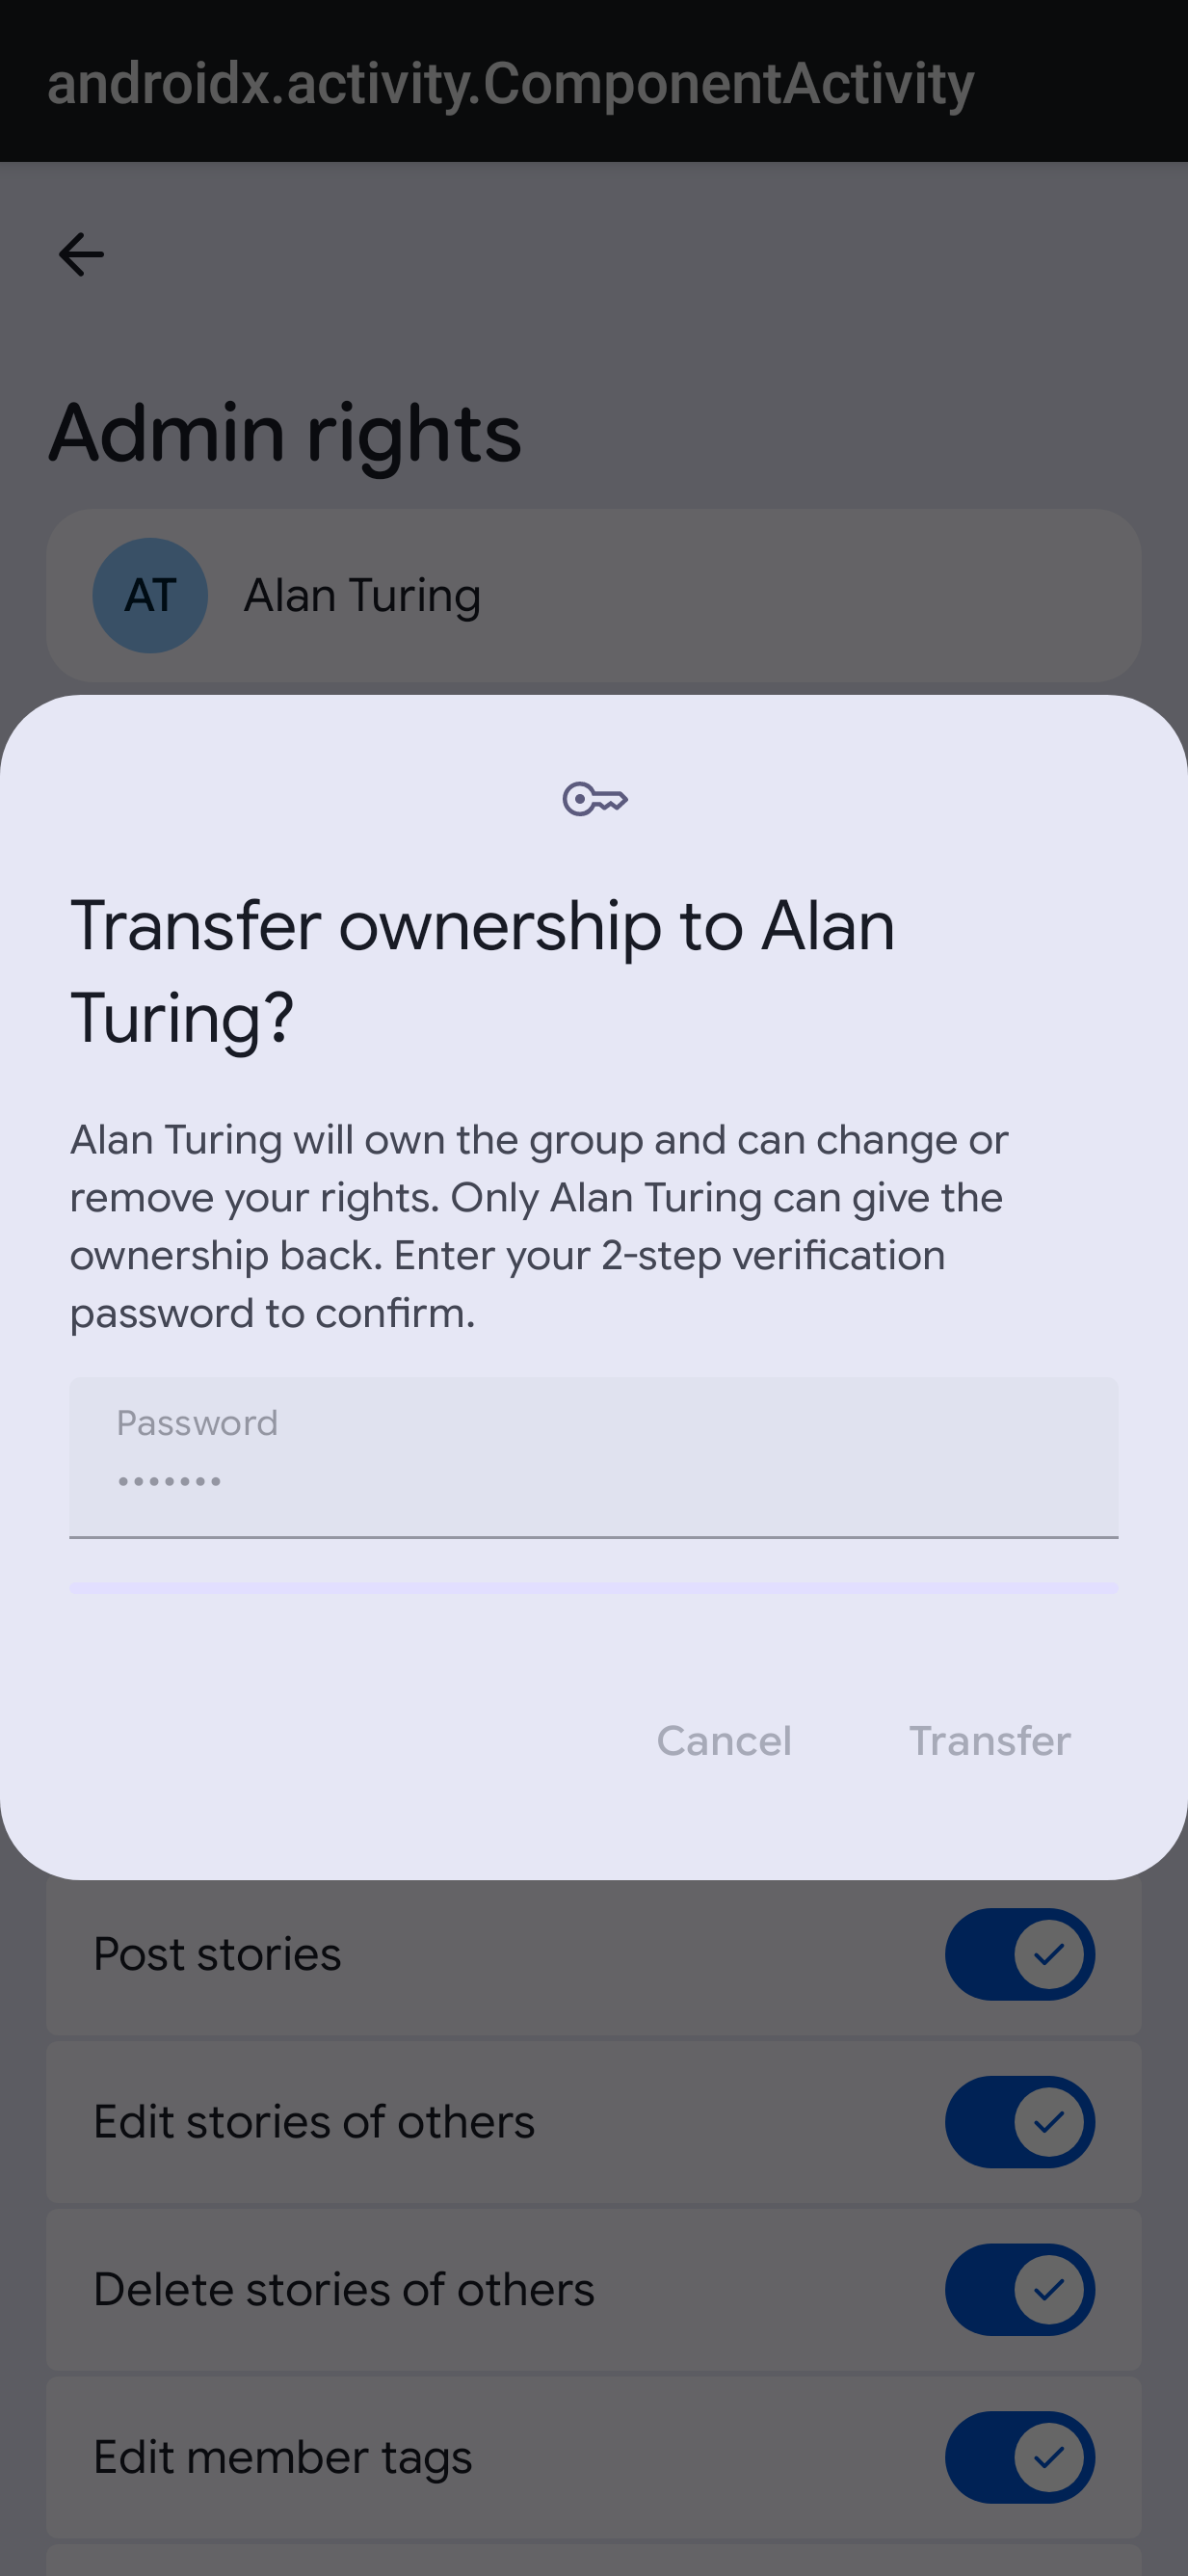 androidx.activity.ComponentActivity
Admin rights
AT
Alan Turing
Transfer ownership to Alan
Turing?
Alan Turing will own the group and can change or
remove your rights. Only Alan Turing can give the
ownership back. Enter your 2-step verification
password to confirm.
Password
•••••••
Cancel
Transfer
Post stories
Edit stories of others
Delete stories of others
Edit member tags